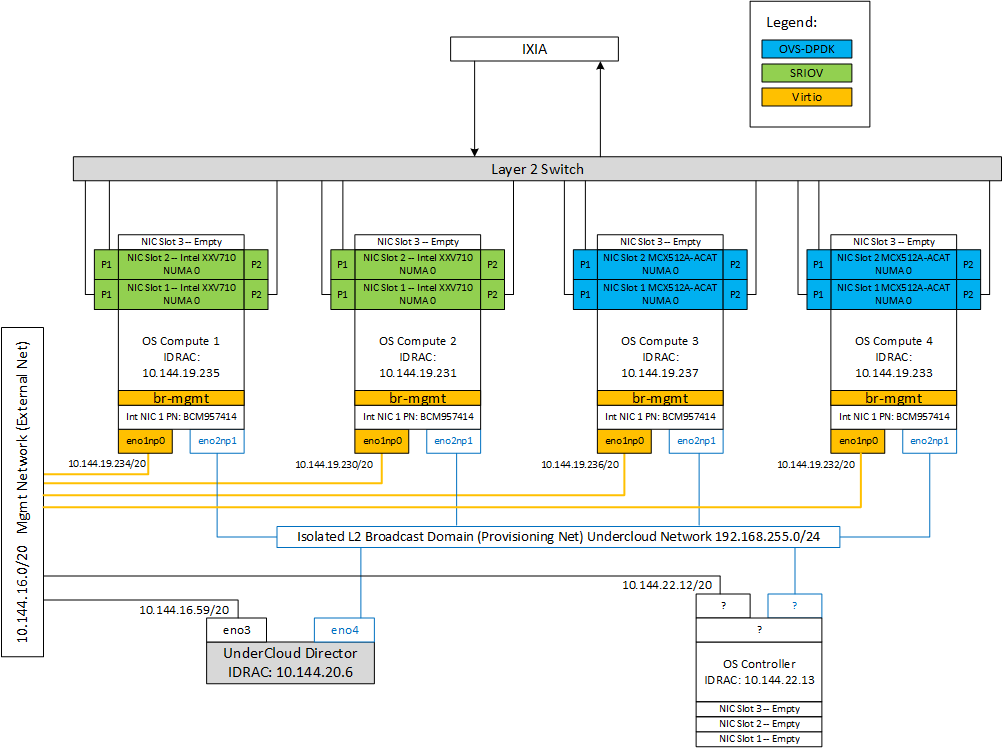 Legend:
OVS-DPDK
SRIOV
Virtio
IXIA
Layer 2 Switch
NIC Slot 3 -- Empty
P1
NIC Slot 2 -- Intel XXV710
NUMA 0
P2
P1
NIC Slot 1 -- Intel XXV710
NUMA 0
P2
OS Compute 1
IDRAC:
10.144.19.235
br-mgmt
Int NIC 1 PN: BCM957414
eno1np0
eno2np1
10.144.19.234/20
NIC Slot 3 -- Empty
P1
NIC Slot 2 -- Intel XXV710
NUMA 0
P2
P1
NIC Slot 1 -- Intel XXV710
NUMA 0
P2
OS Compute 2
IDRAC:
10.144.19.231
br-mgmt
Int NIC 1 PN: BCM957414
eno1np0
eno2np1
10.144.19.230/20
NIC Slot 3 -- Empty
P1
NIC Slot 2 MCX512A-ACAT
NUMA 0
P2
P1
NIC Slot 1 MCX512A-ACAT
NUMA 0
P2
OS Compute 3
IDRAC:
10.144.19.237
br-mgmt
Int NIC 1 PN: BCM957414
eno1np0
eno2np1
10.144.19.236/20
NIC Slot 3 -- Empty
P1
NIC Slot 2 MCX512A-ACAT
NUMA 0
P2
P1
NIC Slot 1 MCX512A-ACAT
NUMA 0
P2
OS Compute 4
IDRAC:
10.144.19.233
br-mgmt
Int NIC 1 PN: BCM957414
eno1np0
eno2np1
10.144.19.232/20
10.144.16.0/20 Mgmt Network (External Net)
Isolated L2 Broadcast Domain (Provisioning Net) Undercloud Network 192.168.255.0/24
10.144.16.59/20
eno3
eno4
UnderCloud Director
IDRAC: 10.144.20.6
10.144.22.12/20
?
?
?
OS Controller
IDRAC: 10.144.22.13
NIC Slot 3 -- Empty
NIC Slot 2 -- Empty
NIC Slot 1 -- Empty